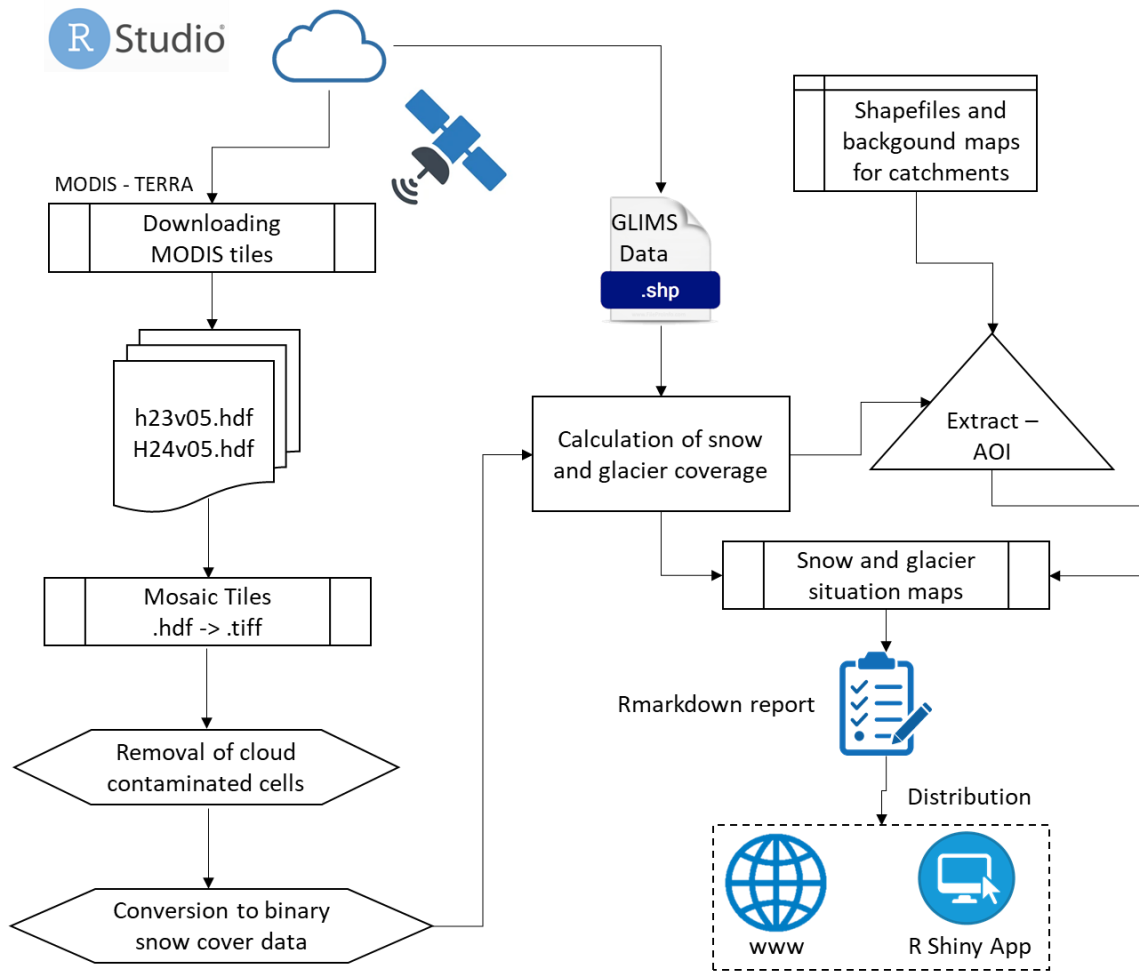 R Studio®
MODIS - TERRA
Downloading
MODIS tiles
h23v05.hdf
H24v05.hdf
Mosaic Tiles
.hdf -> .tiff
Removal of cloud
contaminated cells
Conversion to binary
snow cover data
GLIMS
Data
.shp
Calculation of snow
and glacier coverage
Shapefiles and
backgound maps
for catchments
Extract –
AOI
Snow and glacier
situation maps
Rmarkdown report
Distribution
www
R Shiny App